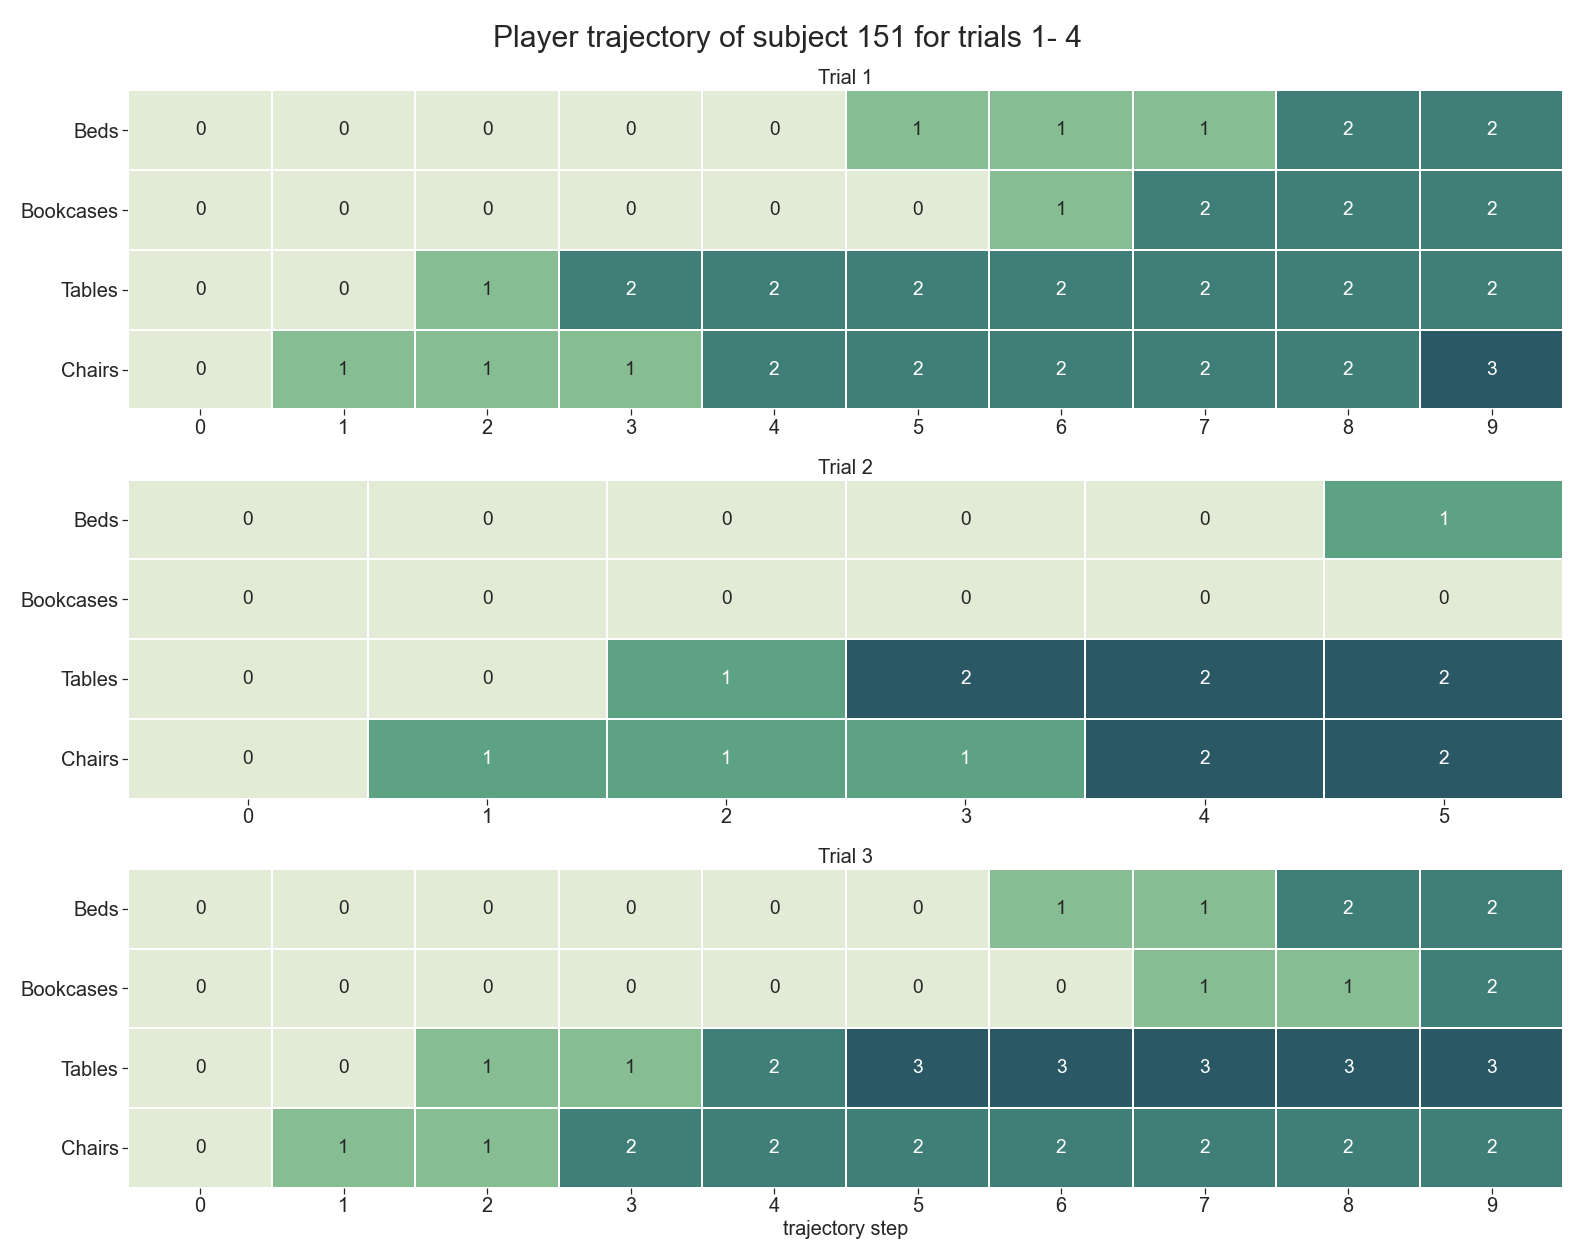 Player trajectory of subject 151 for trials 1- 4
Trial 1
Beds 0 0 0 0 0 1 1 1 2 2
Bookcases 0 0 0 0 0 0 1 2 2 2
Tables 0 0 1 2 2 2 2 2 2 2
Chairs 0 1 1 1 2 2 2 2 2 3
0 1 2 3 4 5 6 7 8 9
Trial 2
Beds 0 0 0 0 0 1
Bookcases 0 0 0 0 0 0
Tables 0 0 1 2 2 2
Chairs 0 1 1 1 2 2
0 1 2 3 4 5
Trial 3
Beds 0 0 0 0 0 0 1 1 2 2
Bookcases 0 0 0 0 0 0 0 1 1 2
Tables 0 0 1 1 2 3 3 3 3 3
Chairs 0 1 1 2 2 2 2 2 2 2
0 1 2 3 4 5 6 7 8 9
trajectory step